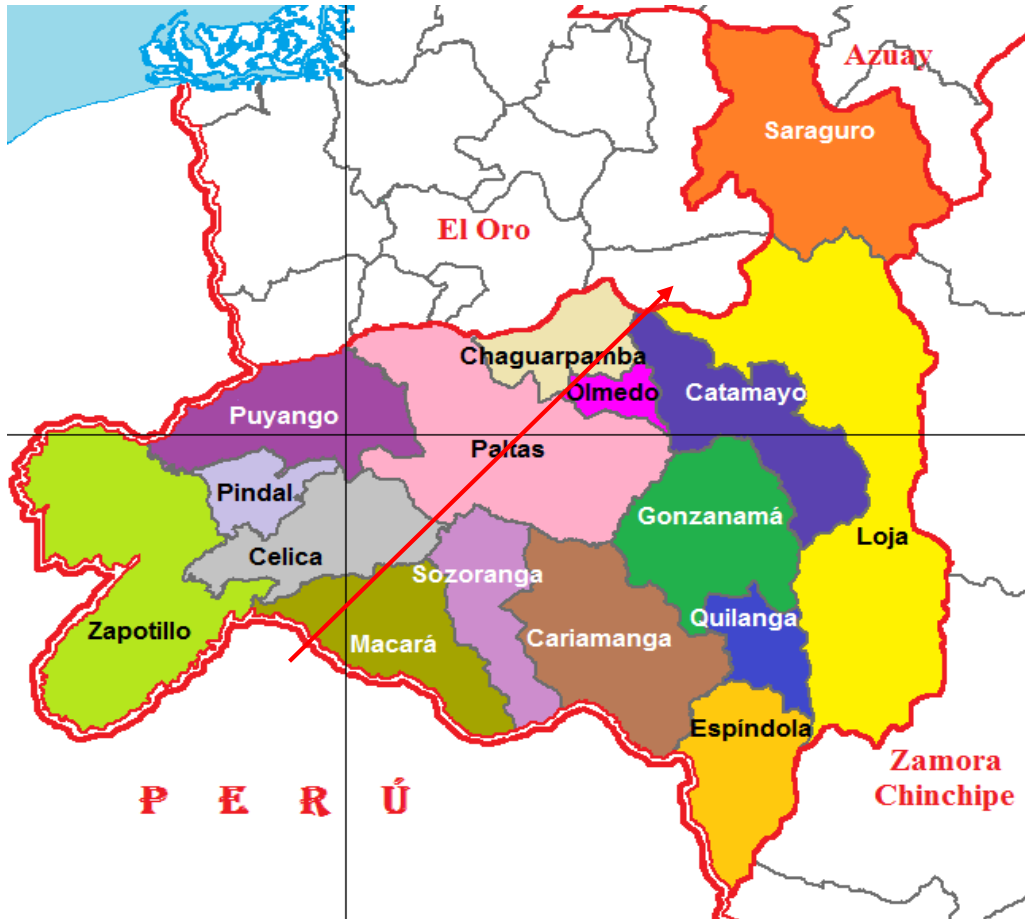 Azuay
Saraguro
El Oro
Chaguarpamba
Olmedo
Catamayo
Puyango
Paltas
Pindal
Gonzanamá
Loja
Celica
Sozoranga
Zapotillo
Macará
Cariamanga
Quilanga
Espíndola
Zamora
Chinchipe
P E R Ú